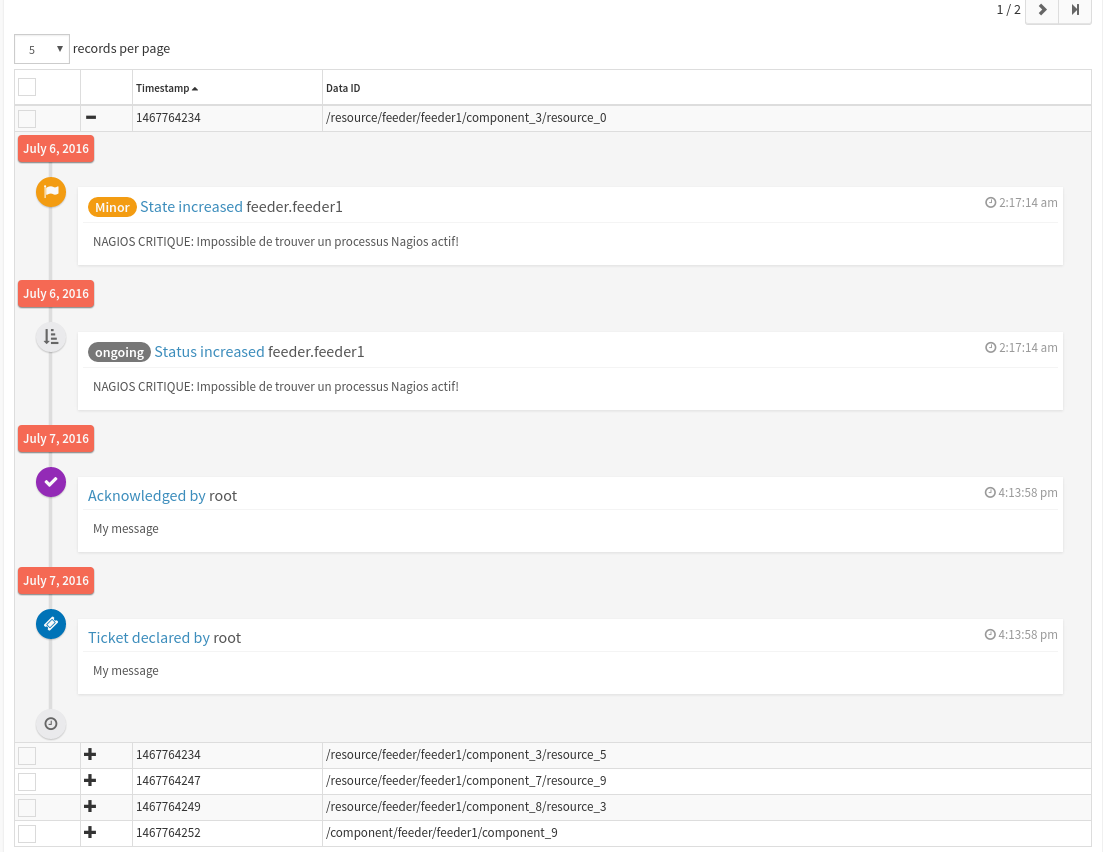 1 / 2
5 records per page
Timestamp Data ID
1467764234 /resource/feeder/feeder1/component_3/resource_0
July 6, 2016
Minor State increased feeder.feeder1 2:17:14 am
NAGIOS CRITIQUE: Impossible de trouver un processus Nagios actif!
July 6, 2016
ongoing Status increased feeder.feeder1 2:17:14 am
NAGIOS CRITIQUE: Impossible de trouver un processus Nagios actif!
July 7, 2016
Acknowledged by root 4:13:58 pm
My message
July 7, 2016
Ticket declared by root 4:13:58 pm
My message
1467764234 /resource/feeder/feeder1/component_3/resource_5
1467764247 /resource/feeder/feeder1/component_7/resource_9
1467764249 /resource/feeder/feeder1/component_8/resource_3
1467764252 /component/feeder/feeder1/component_9